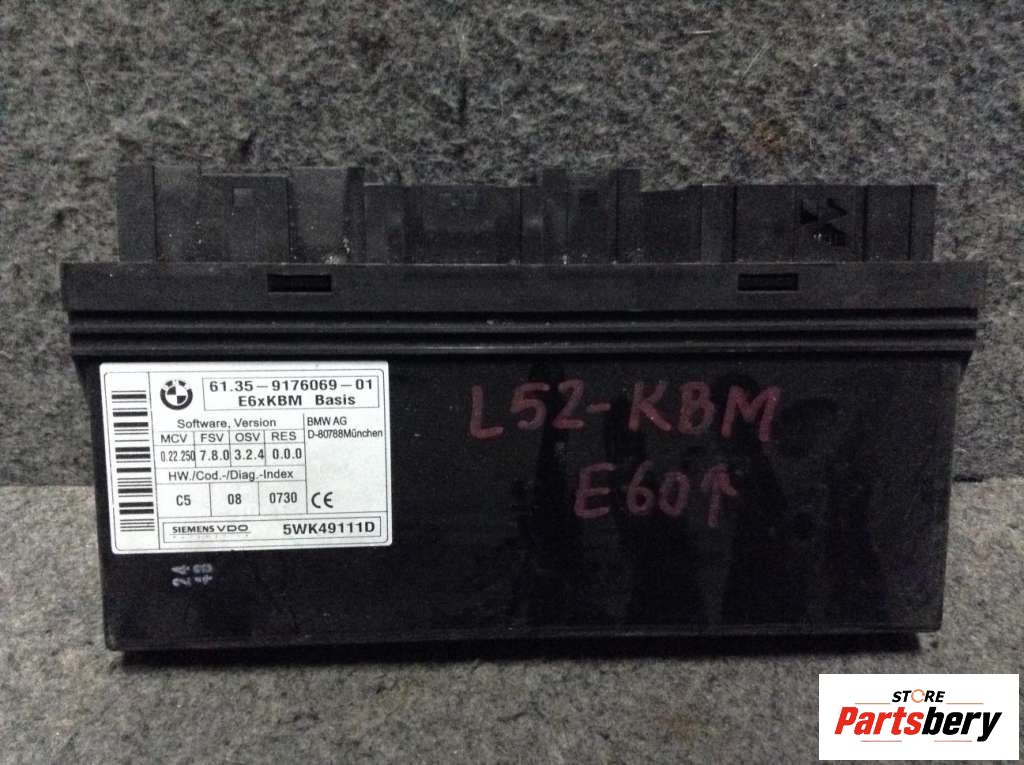 61.35-9176069-01
E6xKBM Basis
Software, Version
MCV FSV OSV RES
0.22.250 7.8.0 3.2.4 0.0.0
HW./Cod.-/Diag.-Index
C5 08 0730
BMW AG
D-80788München
CE
SIEMENS VDO
5WK49111D
L52-KBM
E60↑
24
STORE
Partsbery